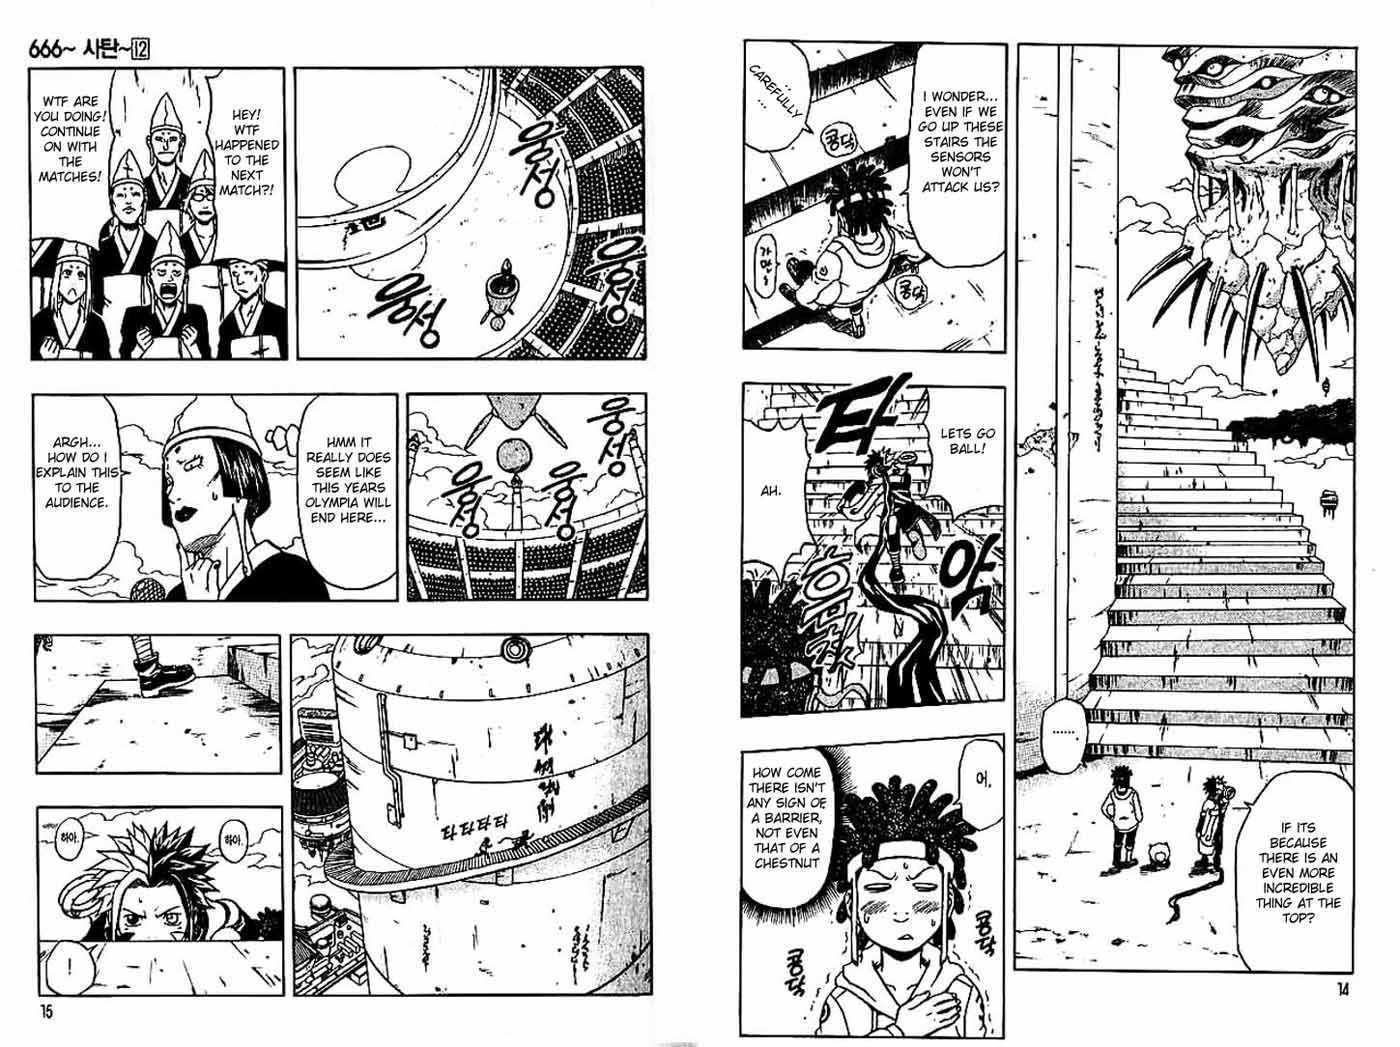 ......
IF ITS
BECAUSE
THERE IS AN
EVEN MORE
INCREDIBLE
THING AT THE
TOP?
14
I WONDER...
EVEN IF WE
GO UP THESE
STAIRS THE
SENSORS
WON'T
ATTACK US?
CAREFULLY
...
콩닥
콩닥
가만~
LETS GO
BALL!
AH.
타
악
어,
HOW COME
THERE ISN'T
ANY SIGN OF
A BARRIER,
NOT EVEN
THAT OF A
CHESTNUT
콩닥
콩닥
666~ 사탄~12
웅성
웅성
웅성
HEY!
WTF
HAPPENED
TO THE
NEXT
MATCH?!
WTF ARE
YOU DOING!
CONTINUE
ON WITH
THE
MATCHES!
웅성
웅성
웅성
HMM IT
REALLY DOES
SEEM LIKE
THIS YEARS
OLYMPIA WILL
END HERE...
ARGH...
HOW DO I
EXPLAIN THIS
TO THE
AUDIENCE.
타타타타
하아.
하아.
!
15